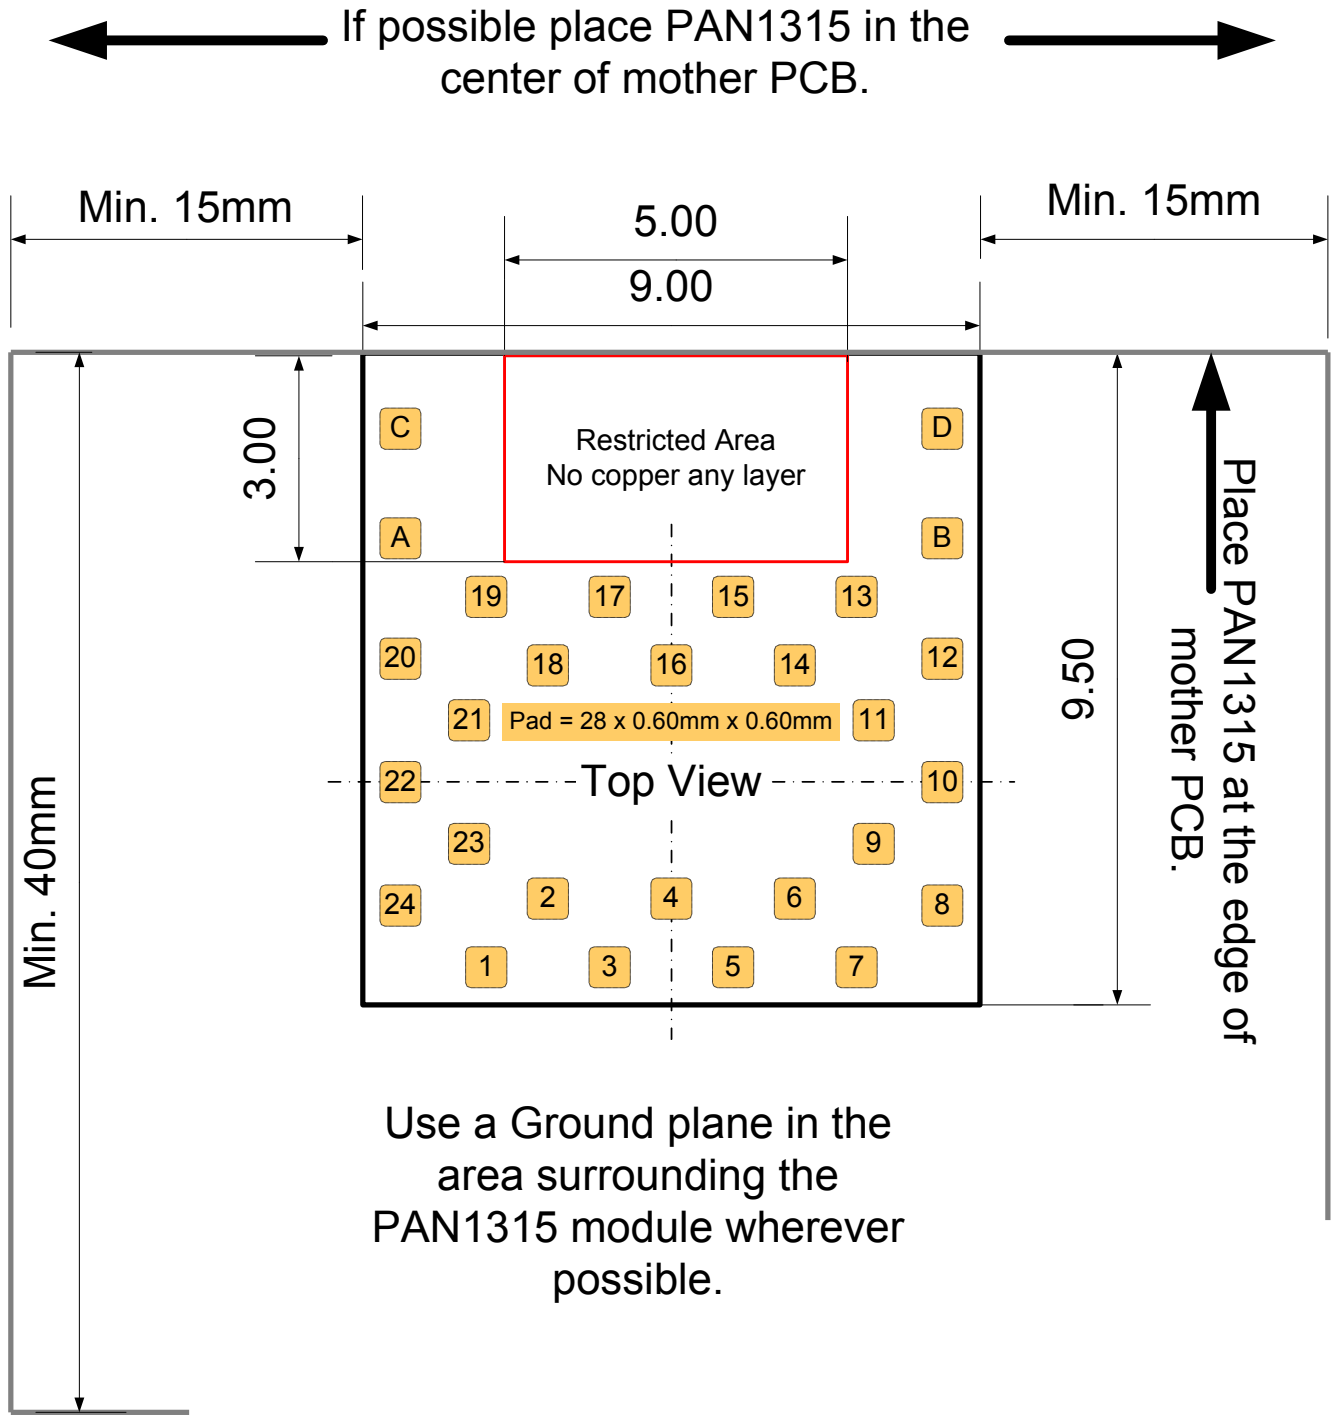 If possible place PAN1315 in the
center of mother PCB.
Min. 15mm
5.00
Min. 15mm
9.00
3.00
C
Restricted Area
D
No copper any layer
A
B
19
17
15
13
20
18
16
14
12
21
Pad = 28 x 0.60mm x 0.60mm
11
22
Top View
10
23
9
24
2
4
6
8
1
3
5
7
9.50
Place PAN1315 at the edge of
mother PCB.
Min. 40mm
Use a Ground plane in the
area surrounding the
PAN1315 module wherever
possible.